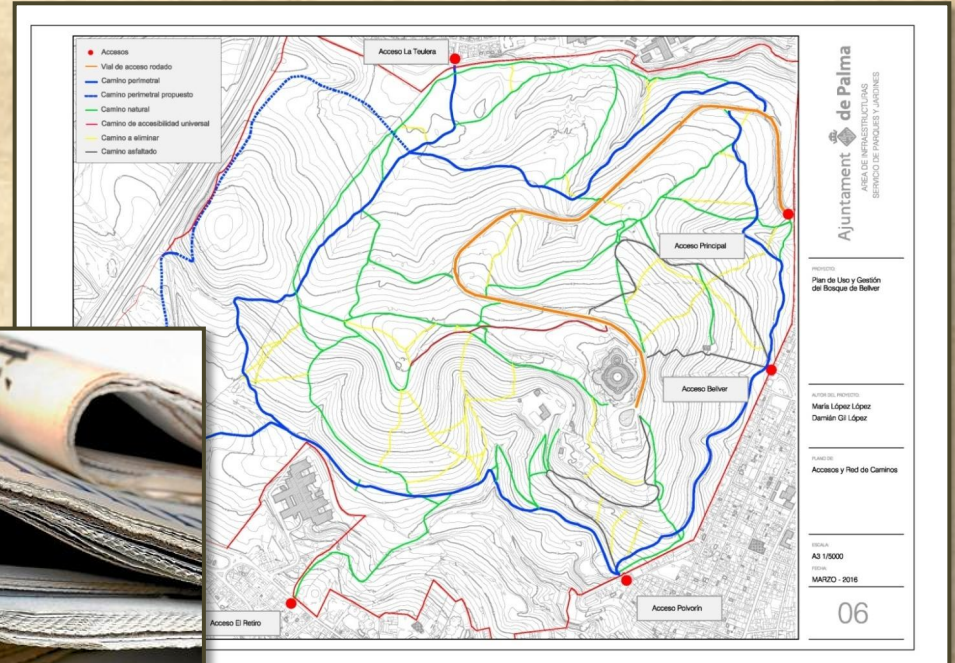 Accesos
Vial de acceso rodado
Camino perimetral
Camino perimetral propuesto
Camino natural
Camino de accesibilidad universal
Camino a eliminar
Camino asfaltado
Acceso La Teulera
Acceso Principal
Acceso Bellver
Acceso Polvorín
Acceso El Retiro
Ajuntament de Palma
AREA DE INFRAESTRUCTURAS
SERVICIO DE PARQUES Y JARDINES
PROYECTO:
Plan de Uso y Gestión
del Bosque de Bellver
AUTOR DEL PROYECTO:
María López López
Damián Gil López
PLANO DE:
Accesos y Red de Caminos
ESCALA:
A3 1/5000
FECHA:
MARZO - 2016
06